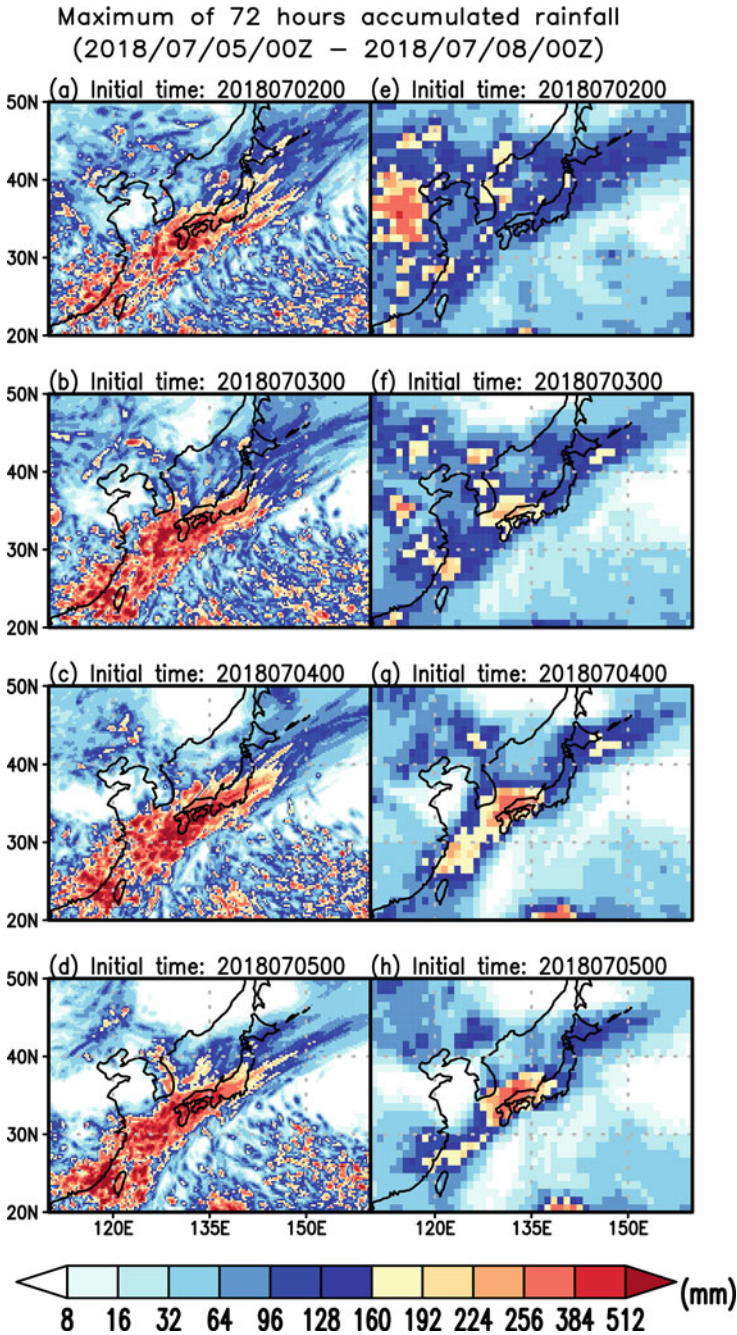 Maximum of 72 hours accumulated rainfall
(2018/07/05/00Z − 2018/07/08/00Z)
(a) Initial time: 2018070200 (e) Initial time: 2018070200
50N
40N
30N
20N
(b) Initial time: 2018070300 (f) Initial time: 2018070300
50N
40N
30N
20N
(c) Initial time: 2018070400 (g) Initial time: 2018070400
50N
40N
30N
20N
(d) Initial time: 2018070500 (h) Initial time: 2018070500
50N
40N
30N
20N
120E 135E 150E 120E 135E 150E
8 16 32 64 96 128 160 192 224 256 384 512 (mm)